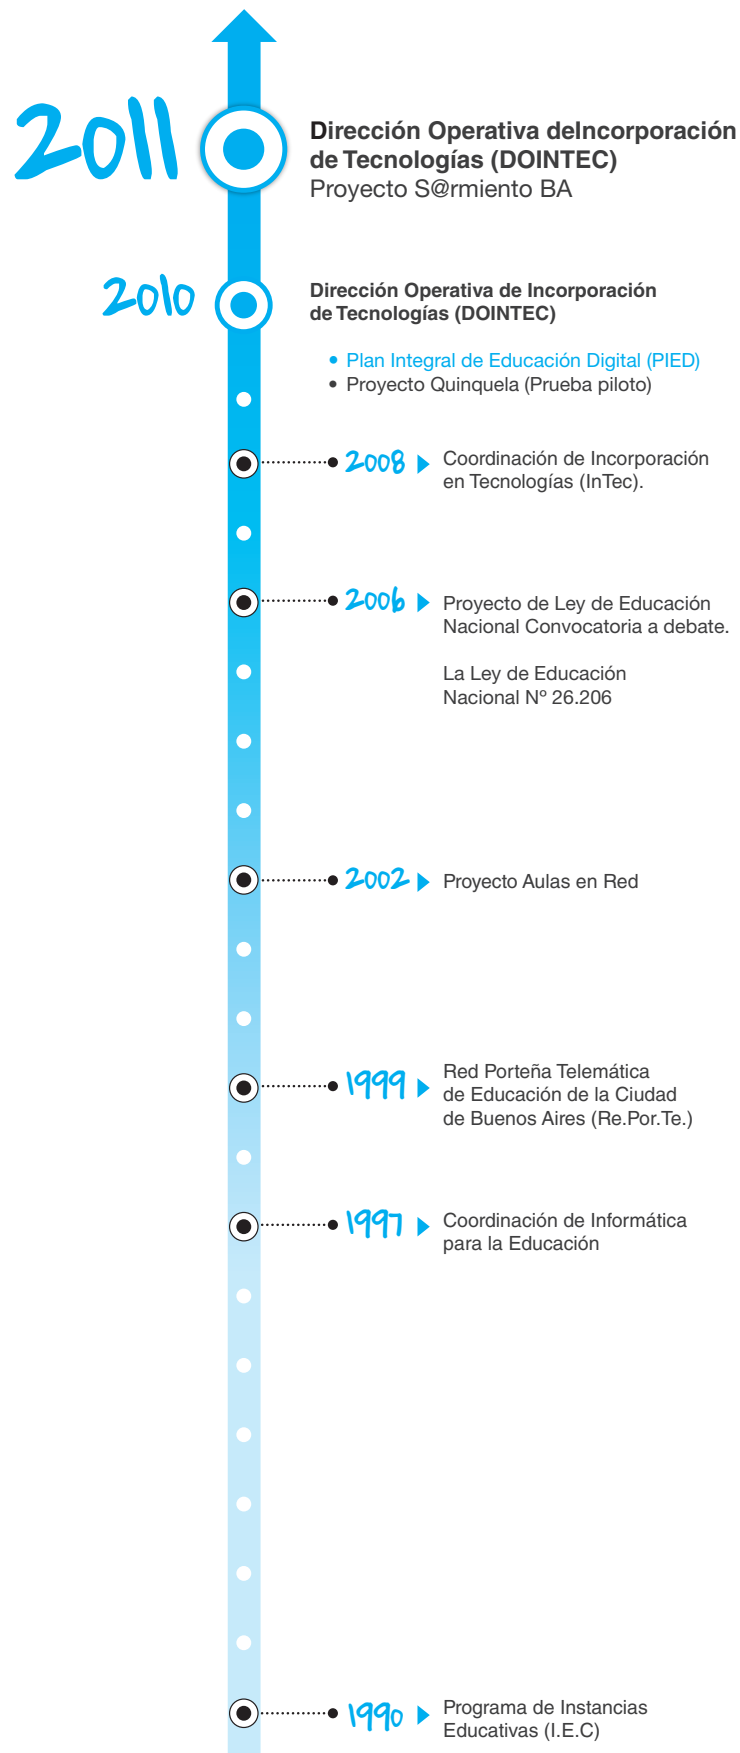 2011
Dirección Operativa deIncorporación
de Tecnologías (DOINTEC)
Proyecto S@rmiento BA
2010
Dirección Operativa de Incorporación
de Tecnologías (DOINTEC)
• Plan Integral de Educación Digital (PIED)
• Proyecto Quinquela (Prueba piloto)
2008
Coordinación de Incorporación
en Tecnologías (InTec).
2006
Proyecto de Ley de Educación
Nacional Convocatoria a debate.
La Ley de Educación
Nacional Nº 26.206
2002
Proyecto Aulas en Red
1999
Red Porteña Telemática
de Educación de la Ciudad
de Buenos Aires (Re.Por.Te.)
1997
Coordinación de Informática
para la Educación
1990
Programa de Instancias
Educativas (I.E.C)